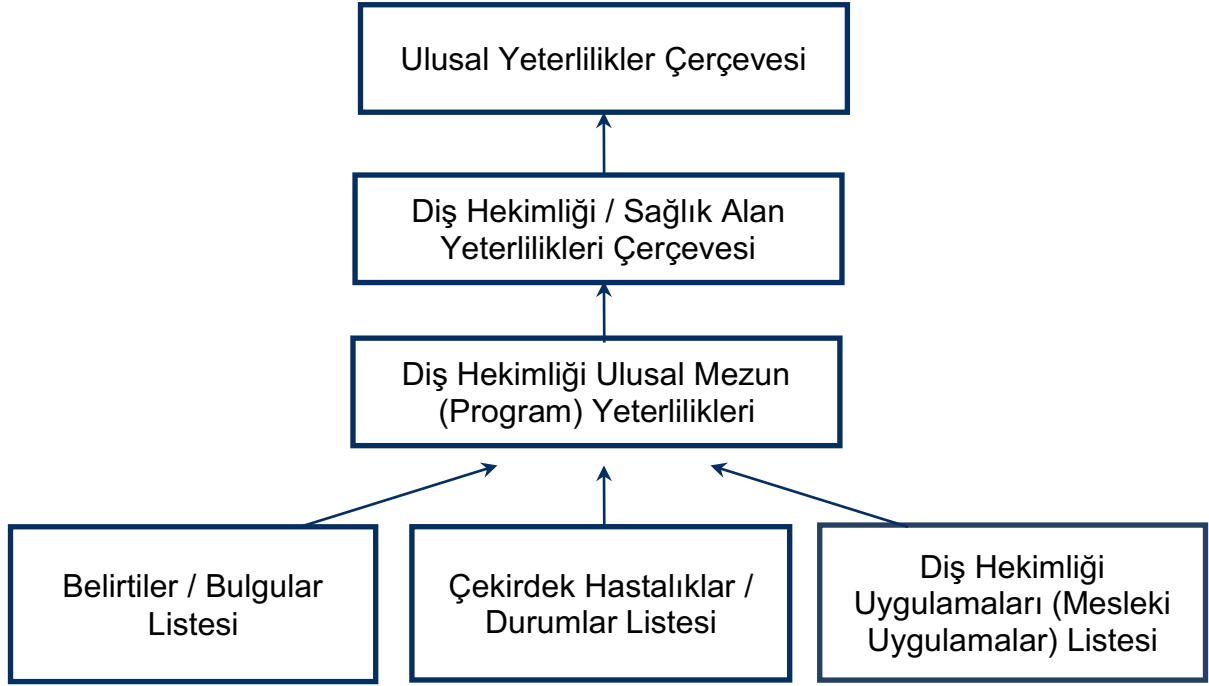 Ulusal Yeterlilikler Çerçevesi
Diş Hekimliği / Sağlık Alan
Yeterlilikleri Çerçevesi
Diş Hekimliği Ulusal Mezun
(Program) Yeterlilikleri
Belirtiler / Bulgular
Listesi
Çekirdek Hastalıklar /
Durumlar Listesi
Diş Hekimliği
Uygulamaları (Mesleki
Uygulamalar) Listesi